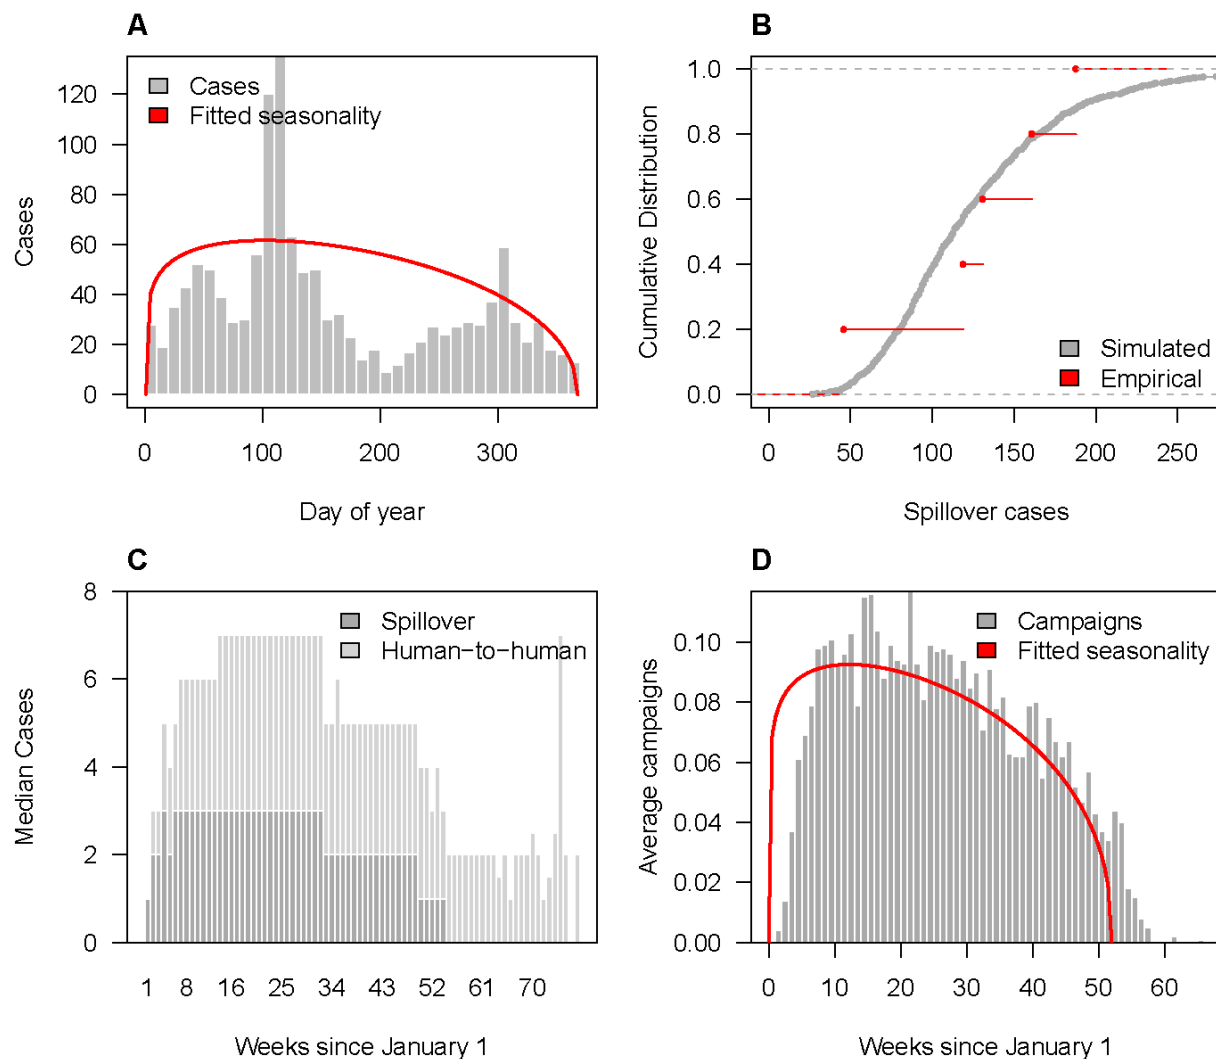 A
Cases
Fitted seasonality
120
100
80
60
40
20
0
Cases
0 100 200 300
Day of year
B
1.0
0.8
0.6
0.4
0.2
0.0
Cumulative Distribution
Simulated
Empirical
0 50 100 150 200 250
Spillover cases
C
8
6
4
2
0
Median Cases
Spillover
Human−to−human
1 8 16 25 34 43 52 61 70
Weeks since January 1
D
Campaigns
Fitted seasonality
0.10
0.08
0.06
0.04
0.02
0.00
Average campaigns
0 10 20 30 40 50 60
Weeks since January 1